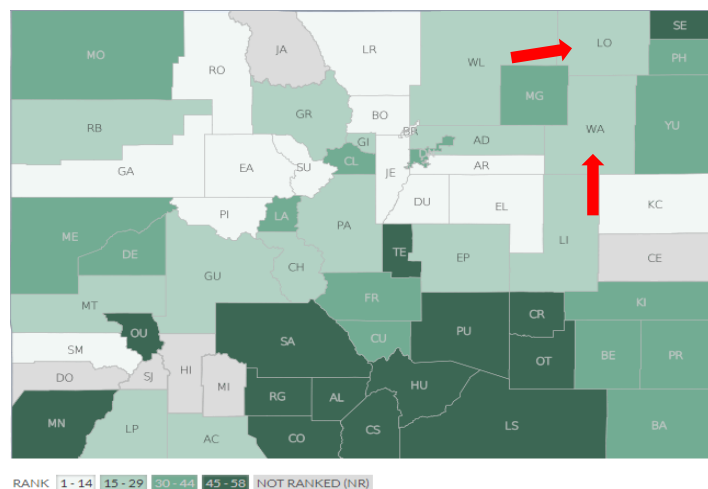 MO
RO
JA
LR
WL
LO
SE
PH
MG
RB
GR
BO
WA
YU
GA
EA
SU
GI
CL
BR
AD
AR
JE
PI
LA
PA
DU
EL
KC
ME
DE
GU
CH
TE
EP
LI
CE
MT
OU
FR
KI
SM
SA
CU
PU
CR
OT
BE
PR
DO
SJ
HI
MI
RG
AL
HU
MN
LP
AC
CO
CS
LS
BA
RANK 1 - 14 15 - 29 30 - 44 45 - 58 NOT RANKED (NR)